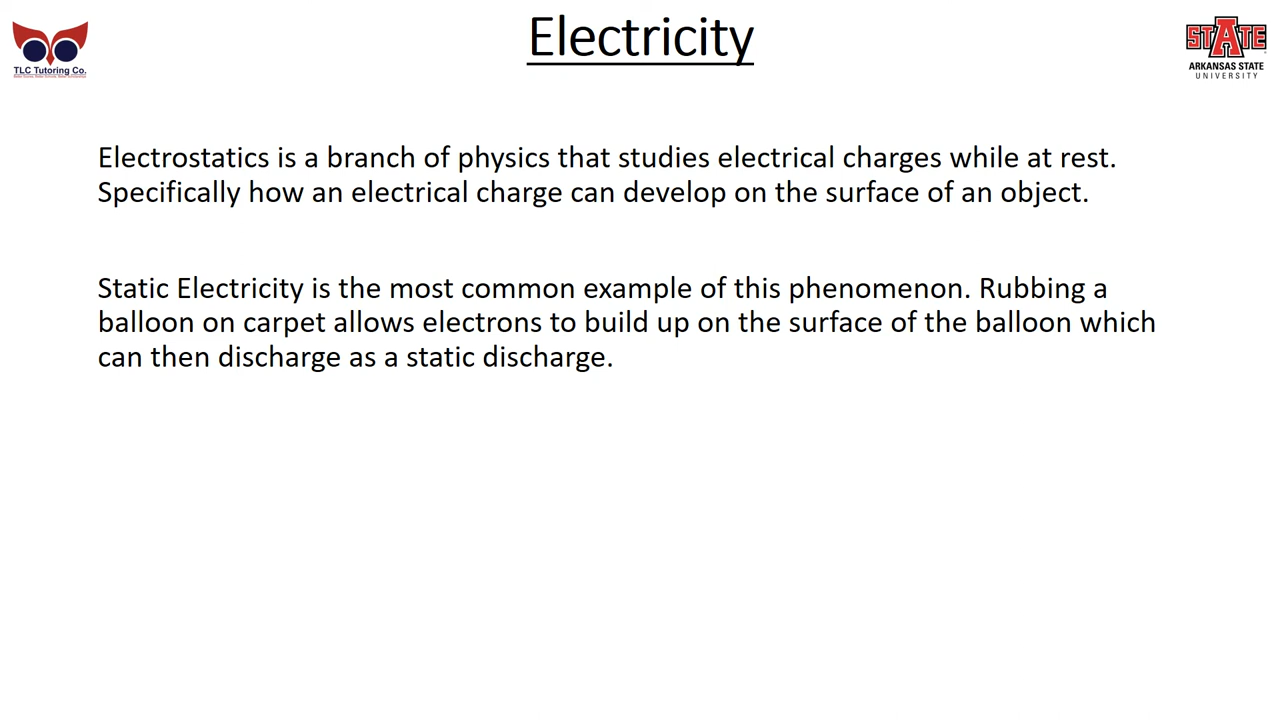 Electricity
TLC Tutoring Co.
STATE
ARKANSAS STATE
UNIVERSITY
Electrostatics is a branch of physics that studies electrical charges while at rest.
Specifically how an electrical charge can develop on the surface of an object.
Static Electricity is the most common example of this phenomenon. Rubbing a
balloon on carpet allows electrons to build up on the surface of the balloon which
can then discharge as a static discharge.